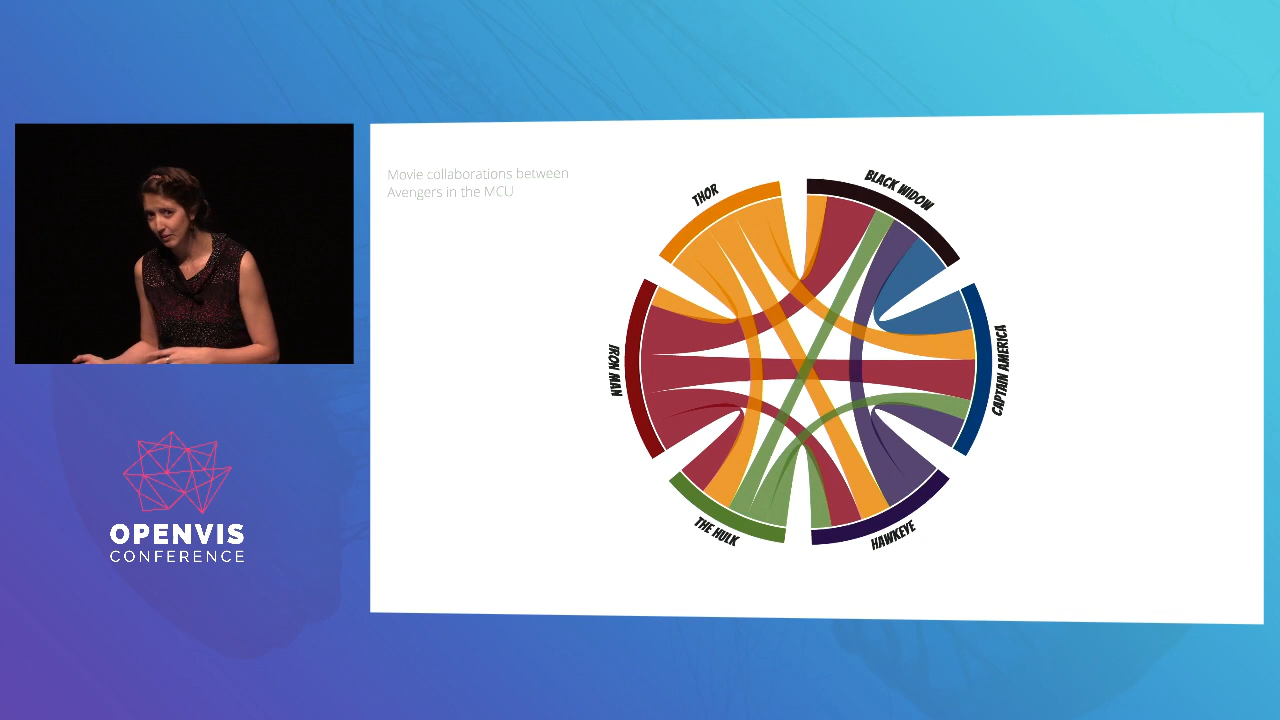 Movie collaborations between
Avengers in the MCU
THOR
BLACK WIDOW
IRON MAN
CAPTAIN AMERICA
THE HULK
HAWKEYE
OPENVIS
CONFERENCE